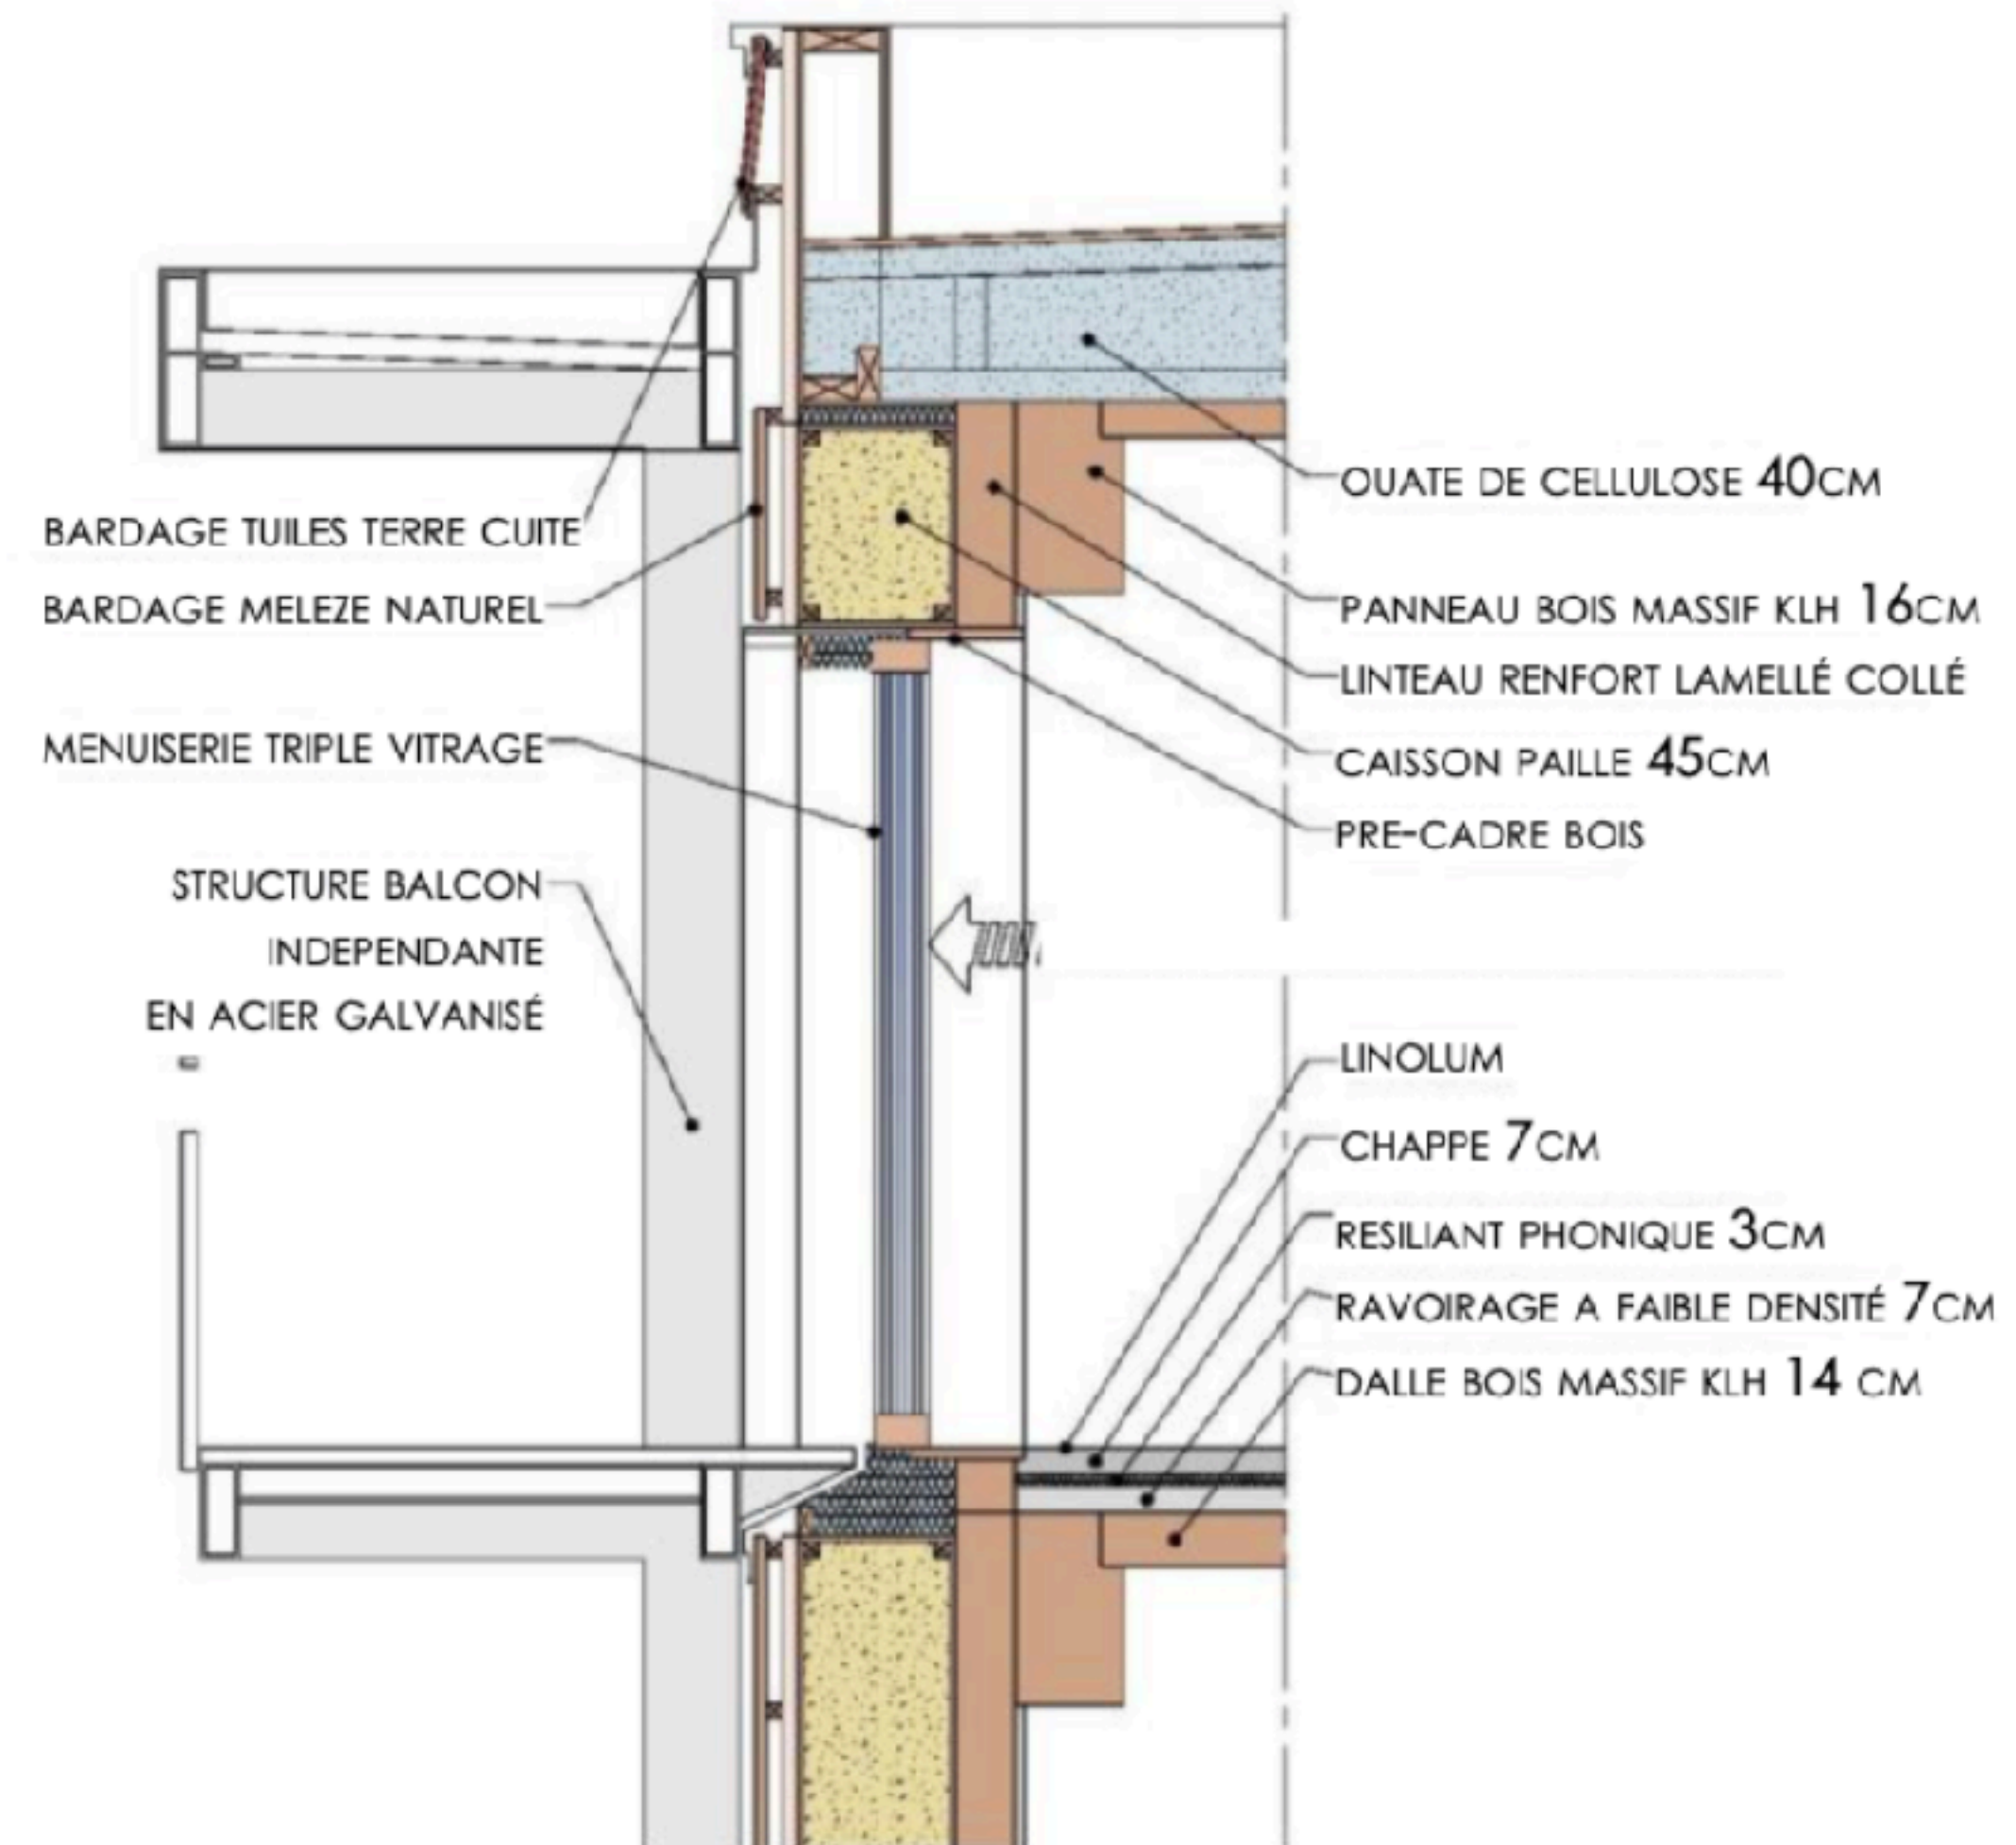 BARDAGE TUILES TERRE CUITE
BARDAGE MELEZE NATUREL
MENUISERIE TRIPLE VITRAGE
STRUCTURE BALCON
INDEPENDANTE
EN ACIER GALVANISÉ
OUATE DE CELLULOSE 40CM
PANNEAU BOIS MASSIF KLH 16CM
LINTEAU RENFORT LAMELLÉ COLLÉ
CAISSON PAILLE 45CM
PRE-CADRE BOIS
LINOLUM
CHAPPE 7CM
RESILIANT PHONIQUE 3CM
RAVOIRAGE A FAIBLE DENSITÉ 7CM
DALLE BOIS MASSIF KLH 14 CM